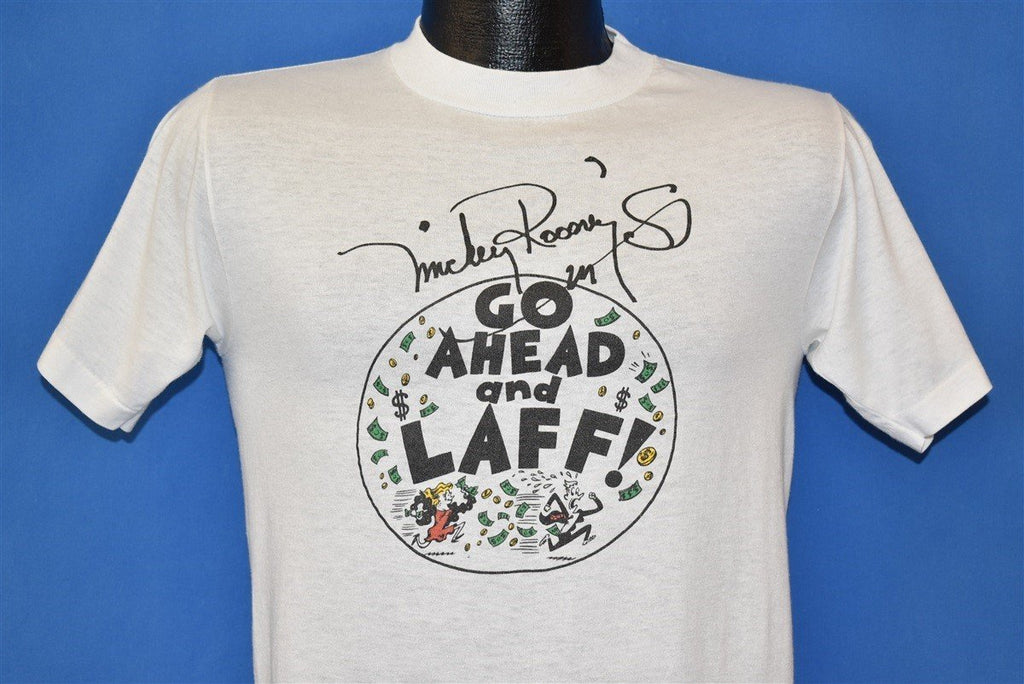 Mickey Rooney's
in
GO
AHEAD
and
LAFF!
$ $